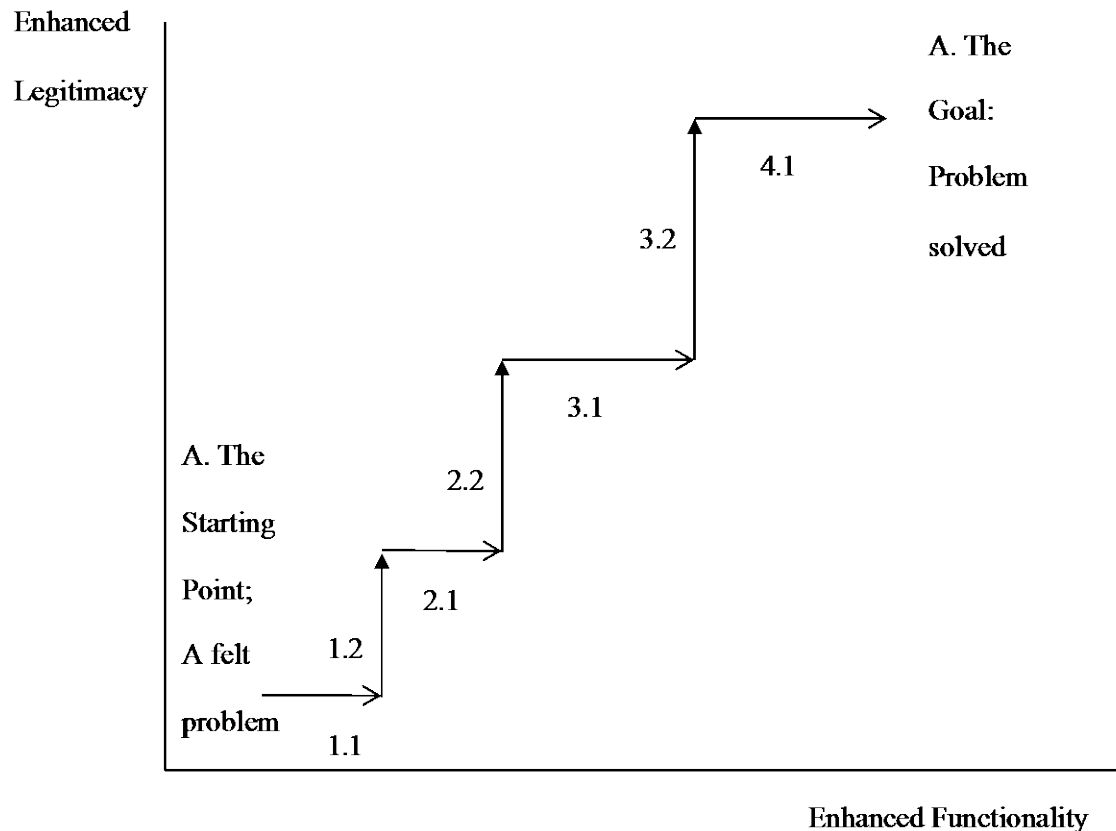 Enhanced
Legitimacy
A. The
Goal:
Problem
solved
4.1
3.2
3.1
A. The
Starting
Point;
A felt
problem
2.2
2.1
1.2
1.1
Enhanced Functionality